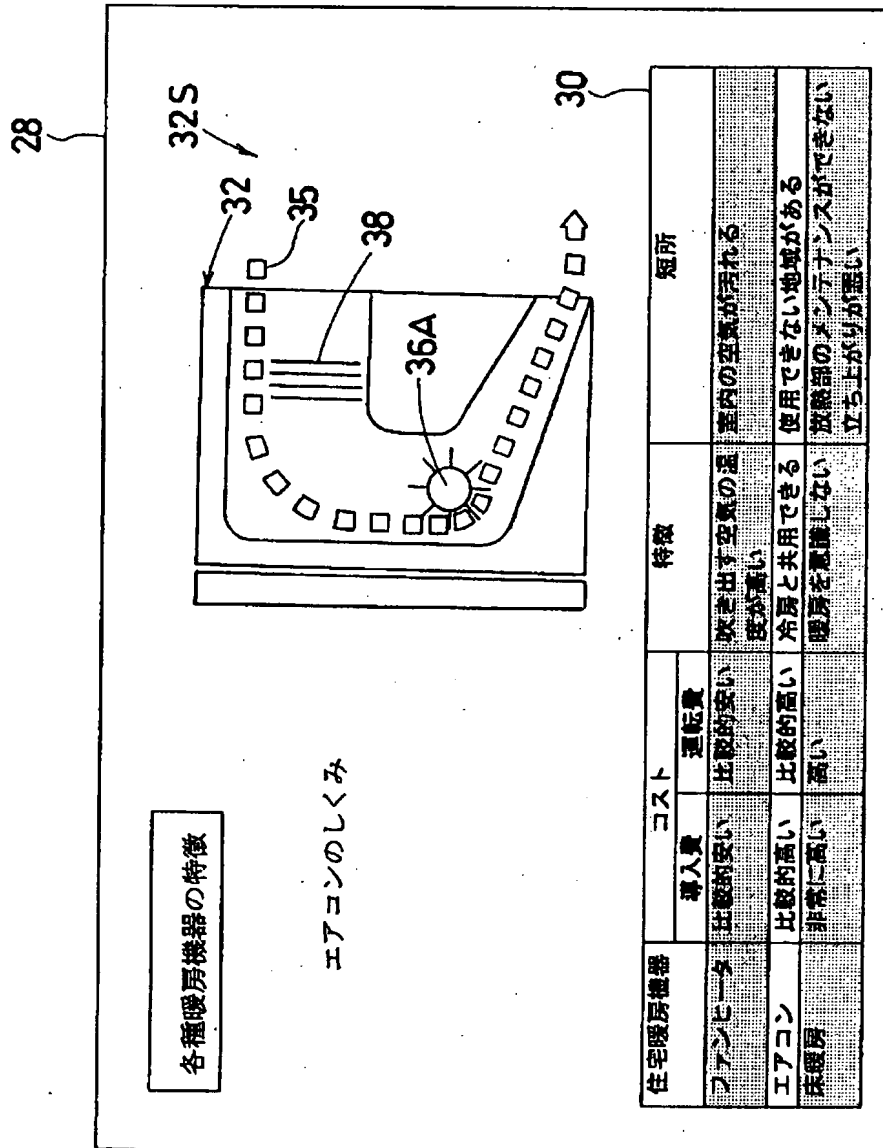 28
各種暖房機器の特徴
エアコンのしくみ
32
32S
35
38
36A
30
住宅暖房機器 コスト 特徴 短所
導入費 運転費
ファンヒータ 比較的安い 比較的安い 吹き出す空気の温 室内の空気が汚れる
度が高い
エアコン 比較的高い 比較的高い 冷房と共用できる 使用できない地域がある
床暖房 非常に高い 高い 暖房を意識しない 放熱部のメンテナンスができない
立ち上がりが悪い